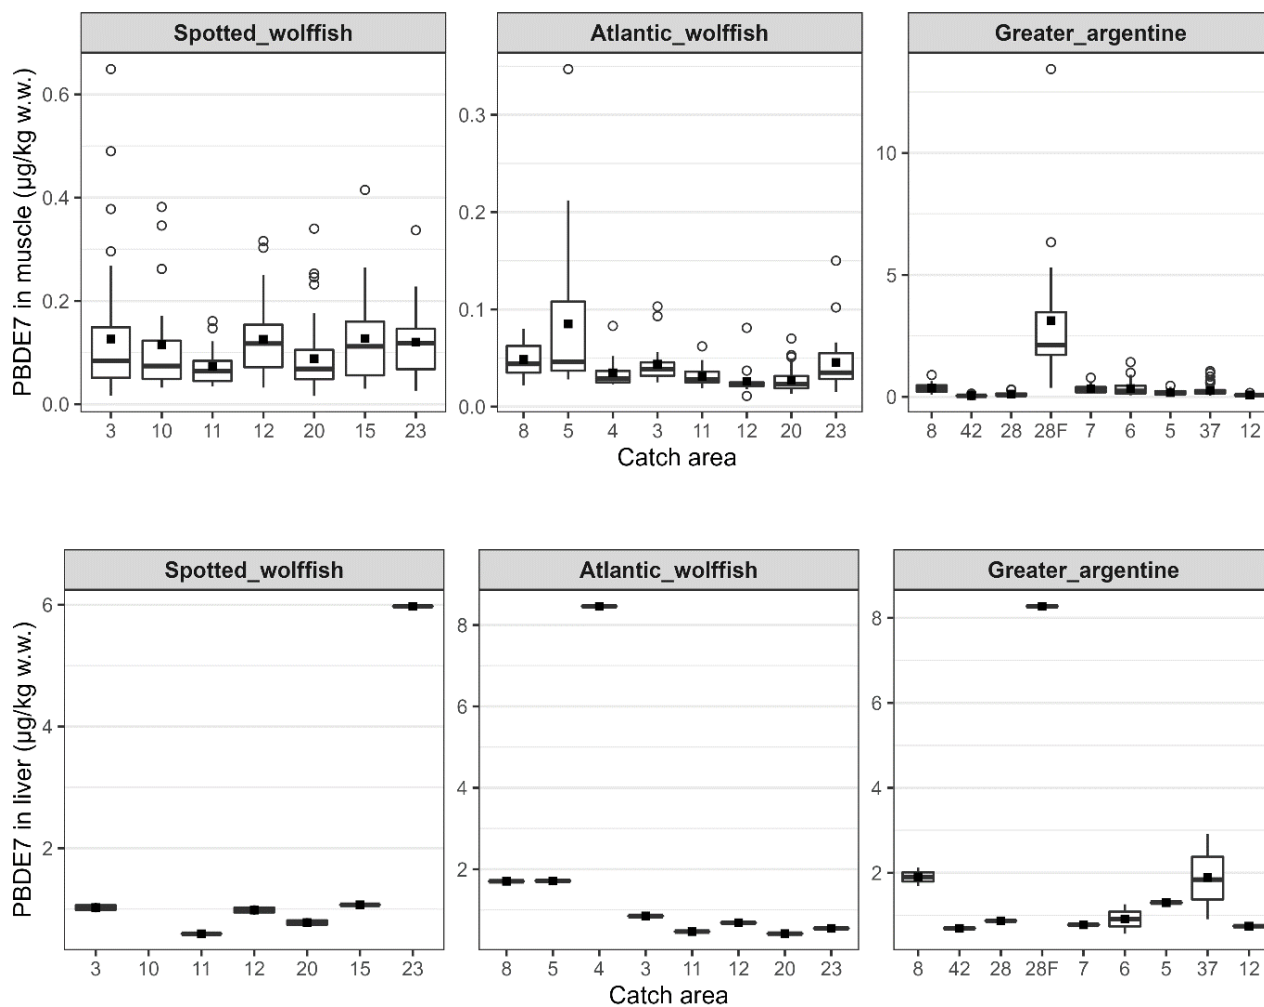 Spotted_wolffish Atlantic_wolffish Greater_argentine
PBDE7 in muscle (µg/kg w.w.)
0.6
0.4
0.2
0.0
0.3
0.2
0.1
0.0
10
5
0
3 10 11 12 20 15 23
8 5 4 3 11 12 20 23
8 42 28 28F 7 6 5 37 12
Catch area
Spotted_wolffish Atlantic_wolffish Greater_argentine
PBDE7 in liver (µg/kg w.w.)
6
4
2
8
6
4
2
8
6
4
2
3 10 11 12 20 15 23
8 5 4 3 11 12 20 23
8 42 28 28F 7 6 5 37 12
Catch area